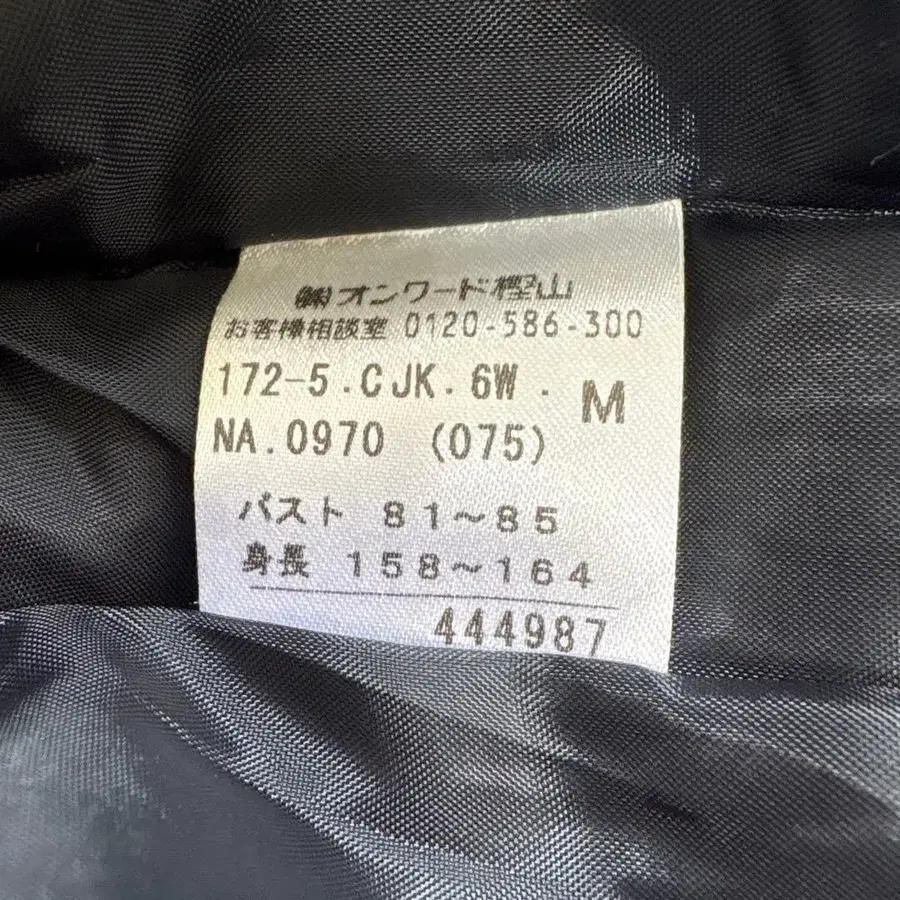 ㈱オンワード樫山
お客様相談室 0120-586-300
172-5.CJK.6W. M
NA.0970 (075)
バスト 81～85
身長 158～164
444987